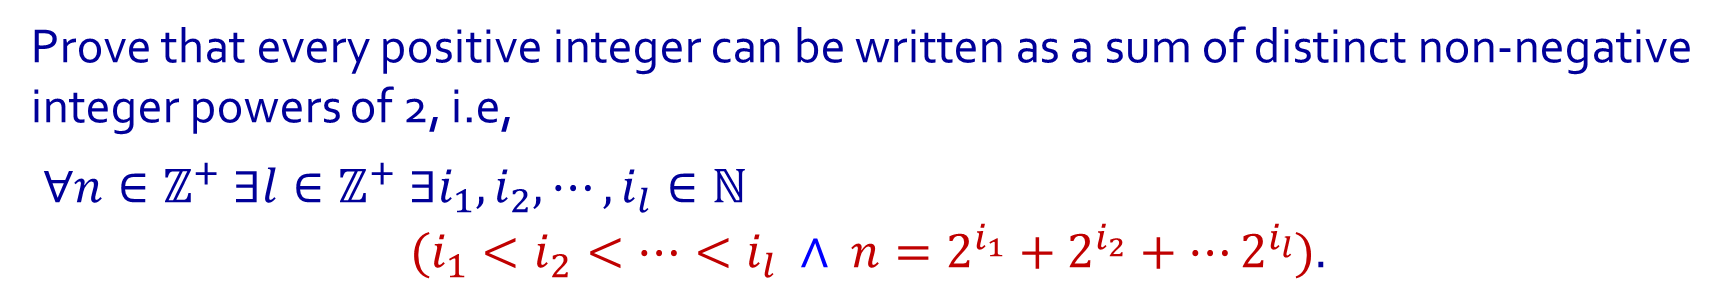 Prove that every positive integer can be written as a sum of distinct non-negative
integer powers of 2, i.e,
∀n ∈ ℤ⁺ ∃l ∈ ℤ⁺ ∃i₁, i₂, ⋯ , iₗ ∈ ℕ
(i₁ < i₂ < ⋯ < iₗ ∧ n = 2^{i₁} + 2^{i₂} + ⋯ 2^{iₗ}).